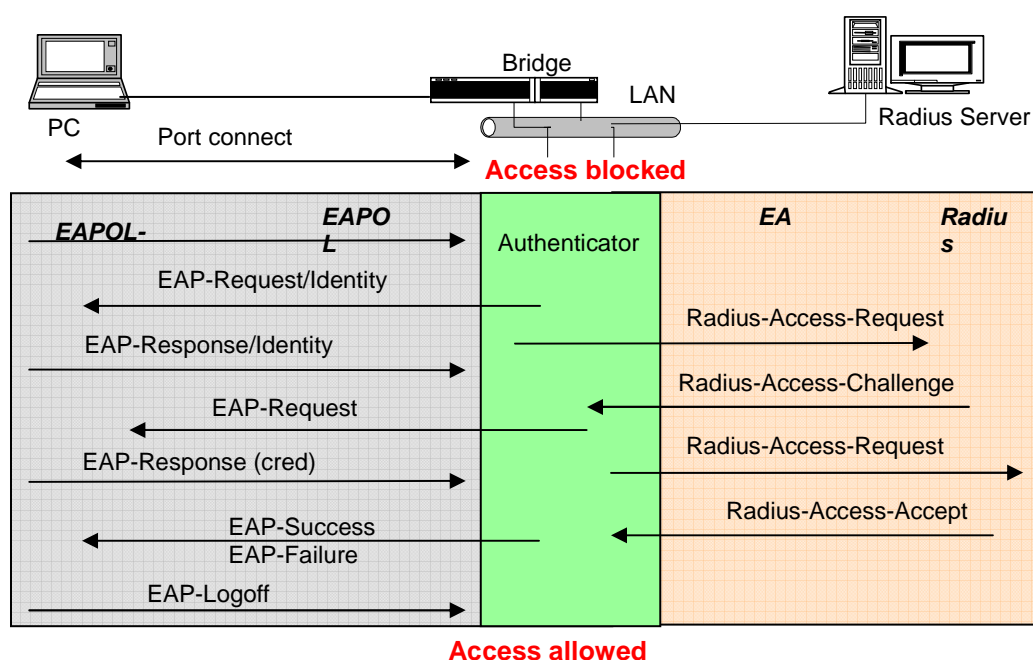 Bridge
LAN
PC
Radius Server
Port connect
Access blocked
EAPOL-
EAPO
L
Authenticator
EA
Radiu
s
EAP-Request/Identity
Radius-Access-Request
EAP-Response/Identity
Radius-Access-Challenge
EAP-Request
Radius-Access-Request
EAP-Response (cred)
Radius-Access-Accept
EAP-Success
EAP-Failure
EAP-Logoff
Access allowed